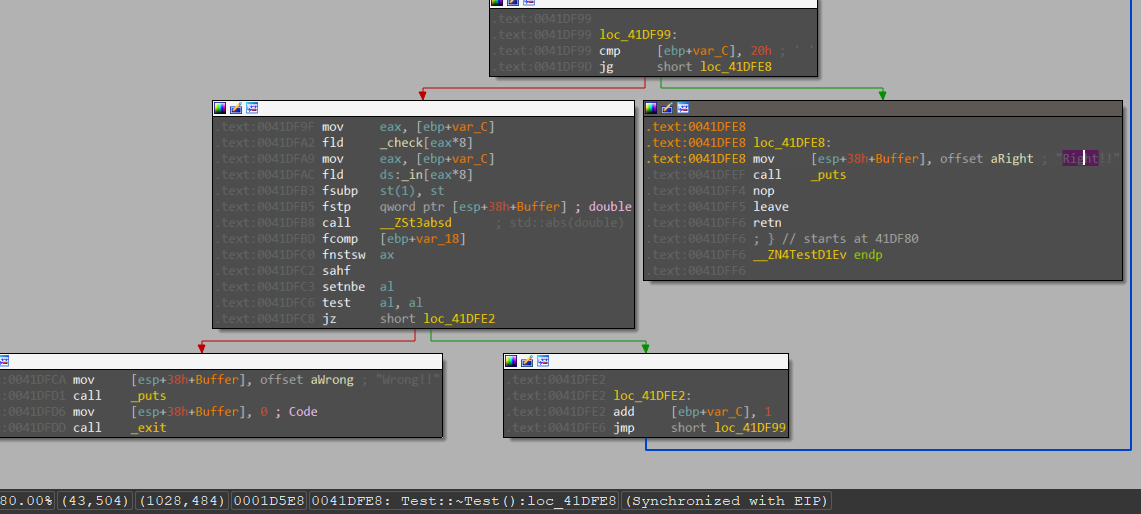 .text:0041DF99
.text:0041DF99 loc_41DF99:
.text:0041DF99 cmp [ebp+var_C], 20h ; ' '
.text:0041DF9D jg short loc_41DFE8
.text:0041DF9F mov eax, [ebp+var_C]
.text:0041DFA2 fld _check[eax*8]
.text:0041DFA9 mov eax, [ebp+var_C]
.text:0041DFAC fld ds:_in[eax*8]
.text:0041DFB3 fsubp st(1), st
.text:0041DFB5 fstp qword ptr [esp+38h+Buffer] ; double
.text:0041DFB8 call __ZSt3absd ; std::abs(double)
.text:0041DFBD fcomp [ebp+var_18]
.text:0041DFC0 fnstsw ax
.text:0041DFC2 sahf
.text:0041DFC3 setnbe al
.text:0041DFC6 test al, al
.text:0041DFC8 jz short loc_41DFE2
.text:0041DFE8
.text:0041DFE8 loc_41DFE8:
.text:0041DFE8 mov [esp+38h+Buffer], offset aRight ; "Right!!"
.text:0041DFEF call _puts
.text:0041DFF4 nop
.text:0041DFF5 leave
.text:0041DFF6 retn
.text:0041DFF6 ; } // starts at 41DF80
.text:0041DFF6 __ZN4TestD1Ev endp
.text:0041DFF6
:0041DFCA mov [esp+38h+Buffer], offset aWrong ; "Wrong!!"
:0041DFD1 call _puts
:0041DFD6 mov [esp+38h+Buffer], 0 ; Code
:0041DFDD call _exit
.text:0041DFE2
.text:0041DFE2 loc_41DFE2:
.text:0041DFE2 add [ebp+var_C], 1
.text:0041DFE6 jmp short loc_41DF99
80.00% (43,504) (1028,484) 0001D5E8 0041DFE8: Test::~Test():loc_41DFE8 (Synchronized with EIP)